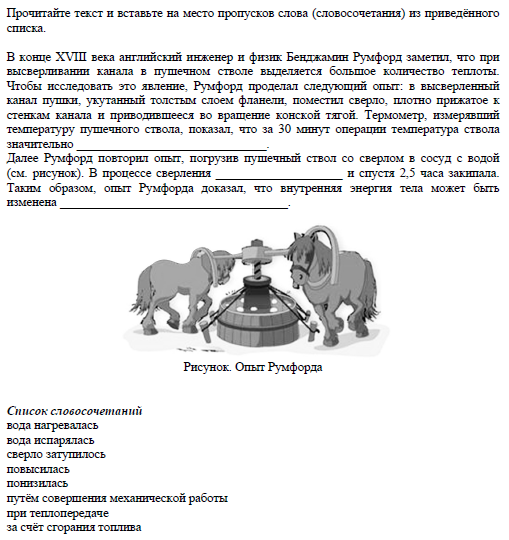 Прочитайте текст и вставьте на место пропусков слова (словосочетания) из приведённого
списка.
В конце XVIII века английский инженер и физик Бенджамин Румфорд заметил, что при
высверливании канала в пушечном стволе выделяется большое количество теплоты.
Чтобы исследовать это явление, Румфорд проделал следующий опыт: в высверленный
канал пушки, укутанный толстым слоем фланели, поместил сверло, плотно прижатое к
стенкам канала и приводившееся во вращение конской тягой. Термометр, измерявший
температуру пушечного ствола, показал, что за 30 минут операции температура ствола
значительно ______________________________.
Далее Румфорд повторил опыт, погрузив пушечный ствол со сверлом в сосуд с водой
(см. рисунок). В процессе сверления ____________________ и спустя 2,5 часа закипала.
Таким образом, опыт Румфорда доказал, что внутренняя энергия тела может быть
изменена ____________________________________.
Рисунок. Опыт Румфорда
Список словосочетаний
вода нагревалась
вода испарялась
сверло затупилось
повысилась
понизилась
путём совершения механической работы
при теплопередаче
за счёт сгорания топлива